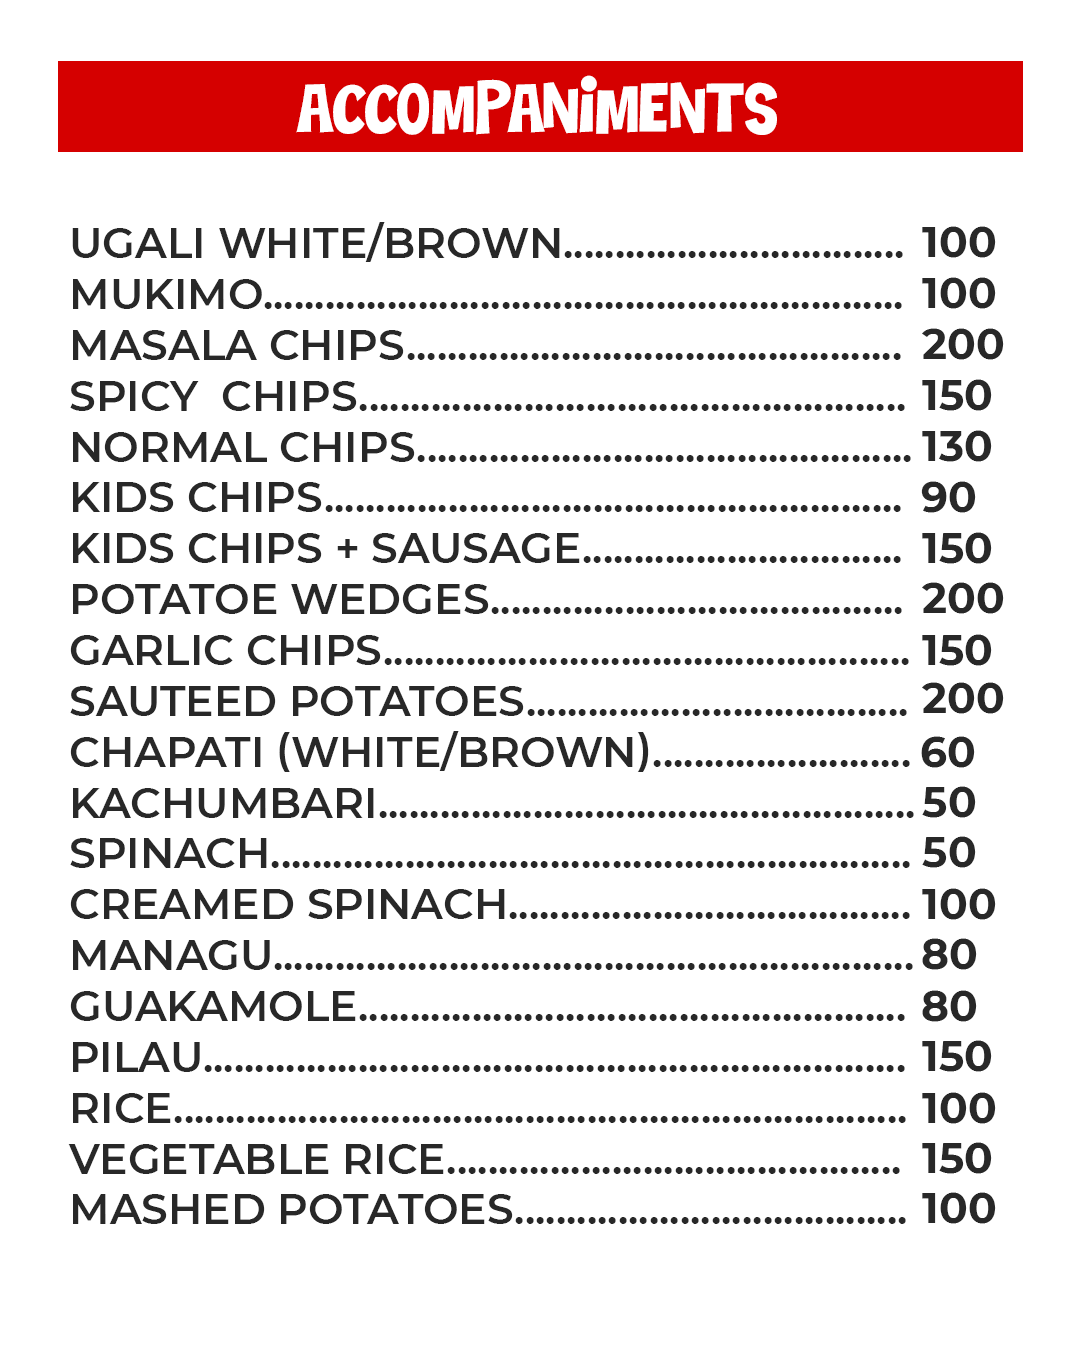 ACCOMPANiMENTS
UGALI WHITE/BROWN................................. 100
MUKIMO.............................................................. 100
MASALA CHIPS................................................ 200
SPICY  CHIPS..................................................... 150
NORMAL CHIPS................................................ 130
KIDS CHIPS........................................................ 90
KIDS CHIPS + SAUSAGE............................... 150
POTATOE WEDGES........................................ 200
GARLIC CHIPS................................................... 150
SAUTEED POTATOES..................................... 200
CHAPATI (WHITE/BROWN)......................... 60
KACHUMBARI.................................................... 50
SPINACH.............................................................. 50
CREAMED SPINACH....................................... 100
MANAGU.............................................................. 80
GUAKAMOLE..................................................... 80
PILAU.................................................................... 150
RICE....................................................................... 100
VEGETABLE RICE............................................ 150
MASHED POTATOES...................................... 100